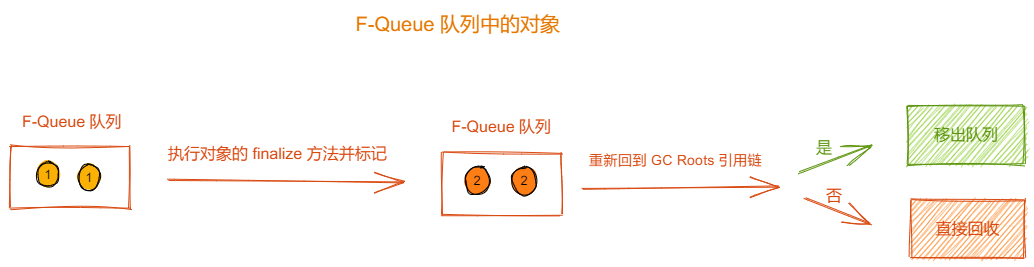 F-Queue 队列中的对象
F-Queue 队列
1 1
执行对象的 finalize 方法并标记
F-Queue 队列
2 2
重新回到 GC Roots 引用链
是
移出队列
否
直接回收